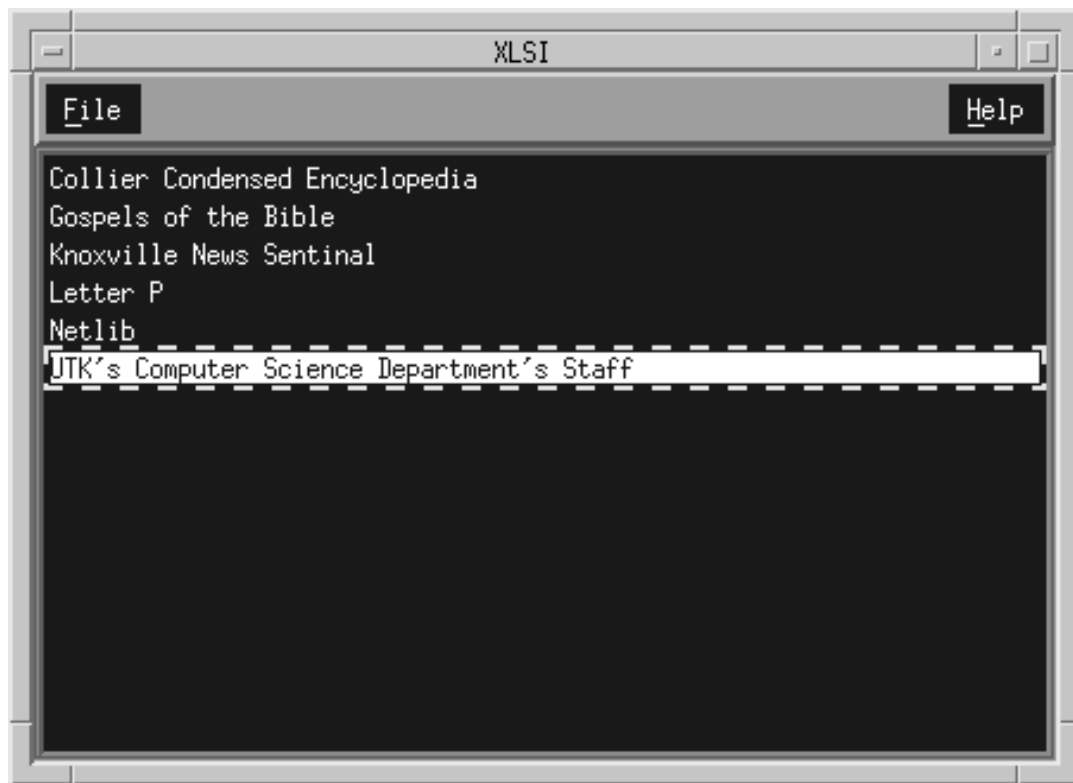 XLSI
File Help
Collier Condensed Encyclopedia
Gospels of the Bible
Knoxville News Sentinal
Letter P
Netlib
UTK's Computer Science Department's Staff